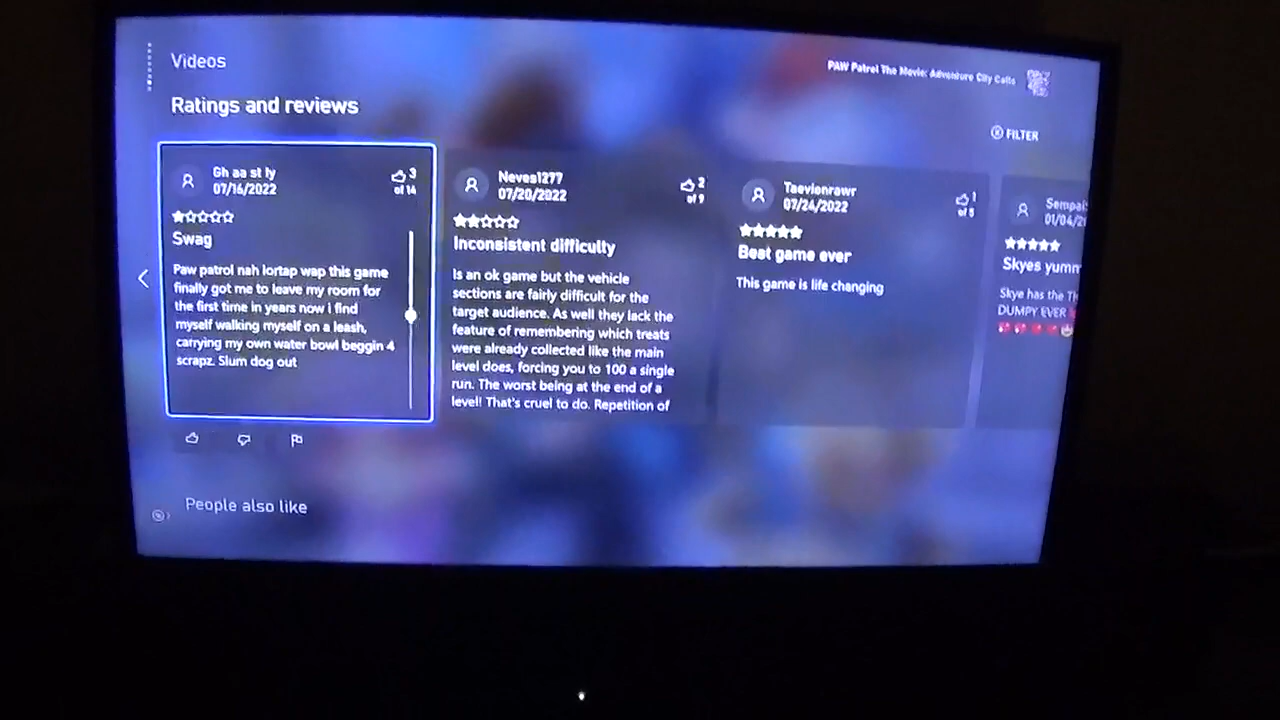 Videos
PAW Patrol The Movie: Adventure City Calls
Ratings and reviews
FILTER
Gh aa st ly
07/16/2022
3
of 14
Swag
Paw patrol nah lortap wap this game
finally got me to leave my room for
the first time in years now i find
myself walking myself on a leash,
carrying my own water bowl beggin 4
scrapz. Slum dog out
Neves1277
07/20/2022
2
of 9
Inconsistent difficulty
Is an ok game but the vehicle
sections are fairly difficult for the
target audience. As well they lack the
feature of remembering which treats
were already collected like the main
level does, forcing you to 100 a single
run. The worst being at the end of a
level! That's cruel to do. Repetition of
Taevionrawr
07/24/2022
1
of 5
Best game ever
This game is life changing
Sempai
01/04/2
Skyes yumm
Skye has the Th
DUMPY EVER
People also like